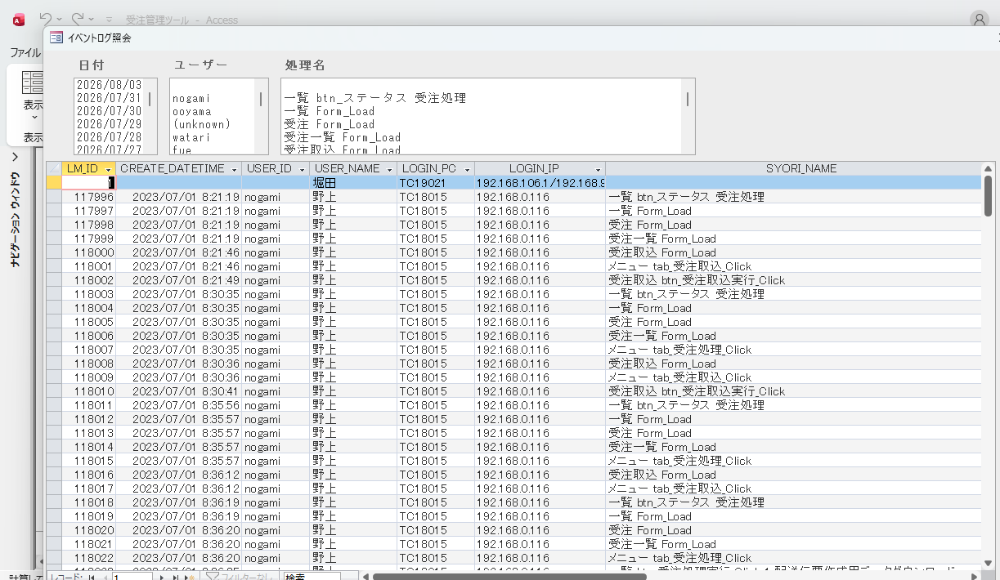 受注管理ツール - Access
イベントログ照会
ファイル
日付 ユーザー 処理名
2026/08/03
2026/07/31 nogami 一覧 btn_ステータス 受注処理
2026/07/30 ooyama 一覧 Form_Load
2026/07/29 (unknown) 受注 Form_Load
2026/07/28 watari 受注一覧 Form_Load
2026/07/27 fue 受注取込 Form_Load
表示
表示
ナビゲーション ウィンドウ
LM_ID CREATE_DATETIME USER_ID USER_NAME LOGIN_PC LOGIN_IP SYORI_NAME
堀田 TC19021 192.168.106.1/192.168.9
117996 2023/07/01 8:21:19 nogami 野上 TC18015 192.168.0.116 一覧 btn_ステータス 受注処理
117997 2023/07/01 8:21:19 nogami 野上 TC18015 192.168.0.116 一覧 Form_Load
117998 2023/07/01 8:21:19 nogami 野上 TC18015 192.168.0.116 受注 Form_Load
117999 2023/07/01 8:21:19 nogami 野上 TC18015 192.168.0.116 受注一覧 Form_Load
118000 2023/07/01 8:21:46 nogami 野上 TC18015 192.168.0.116 受注取込 Form_Load
118001 2023/07/01 8:21:46 nogami 野上 TC18015 192.168.0.116 メニュー tab_受注取込_Click
118002 2023/07/01 8:21:49 nogami 野上 TC18015 192.168.0.116 受注取込 btn_受注取込実行_Click
118003 2023/07/01 8:30:35 nogami 野上 TC18015 192.168.0.116 一覧 btn_ステータス 受注処理
118004 2023/07/01 8:30:35 nogami 野上 TC18015 192.168.0.116 一覧 Form_Load
118005 2023/07/01 8:30:35 nogami 野上 TC18015 192.168.0.116 受注 Form_Load
118006 2023/07/01 8:30:35 nogami 野上 TC18015 192.168.0.116 受注一覧 Form_Load
118007 2023/07/01 8:30:35 nogami 野上 TC18015 192.168.0.116 メニュー tab_受注処理_Click
118008 2023/07/01 8:30:36 nogami 野上 TC18015 192.168.0.116 受注取込 Form_Load
118009 2023/07/01 8:30:36 nogami 野上 TC18015 192.168.0.116 メニュー tab_受注取込_Click
118010 2023/07/01 8:30:41 nogami 野上 TC18015 192.168.0.116 受注取込 btn_受注取込実行_Click
118011 2023/07/01 8:35:56 nogami 野上 TC18015 192.168.0.116 一覧 btn_ステータス 受注処理
118012 2023/07/01 8:35:57 nogami 野上 TC18015 192.168.0.116 一覧 Form_Load
118013 2023/07/01 8:35:57 nogami 野上 TC18015 192.168.0.116 受注 Form_Load
118014 2023/07/01 8:35:57 nogami 野上 TC18015 192.168.0.116 受注一覧 Form_Load
118015 2023/07/01 8:35:57 nogami 野上 TC18015 192.168.0.116 メニュー tab_受注処理_Click
118016 2023/07/01 8:36:12 nogami 野上 TC18015 192.168.0.116 受注取込 Form_Load
118017 2023/07/01 8:36:12 nogami 野上 TC18015 192.168.0.116 メニュー tab_受注取込_Click
118018 2023/07/01 8:36:19 nogami 野上 TC18015 192.168.0.116 一覧 btn_ステータス 受注処理
118019 2023/07/01 8:36:19 nogami 野上 TC18015 192.168.0.116 一覧 Form_Load
118020 2023/07/01 8:36:20 nogami 野上 TC18015 192.168.0.116 受注 Form_Load
118021 2023/07/01 8:36:20 nogami 野上 TC18015 192.168.0.116 受注一覧 Form_Load
118022 2023/07/01 8:36:20 nogami 野上 TC18015 192.168.0.116 メニュー tab_受注処理_Click
レコード: 1 フィルターなし 検索
計算して